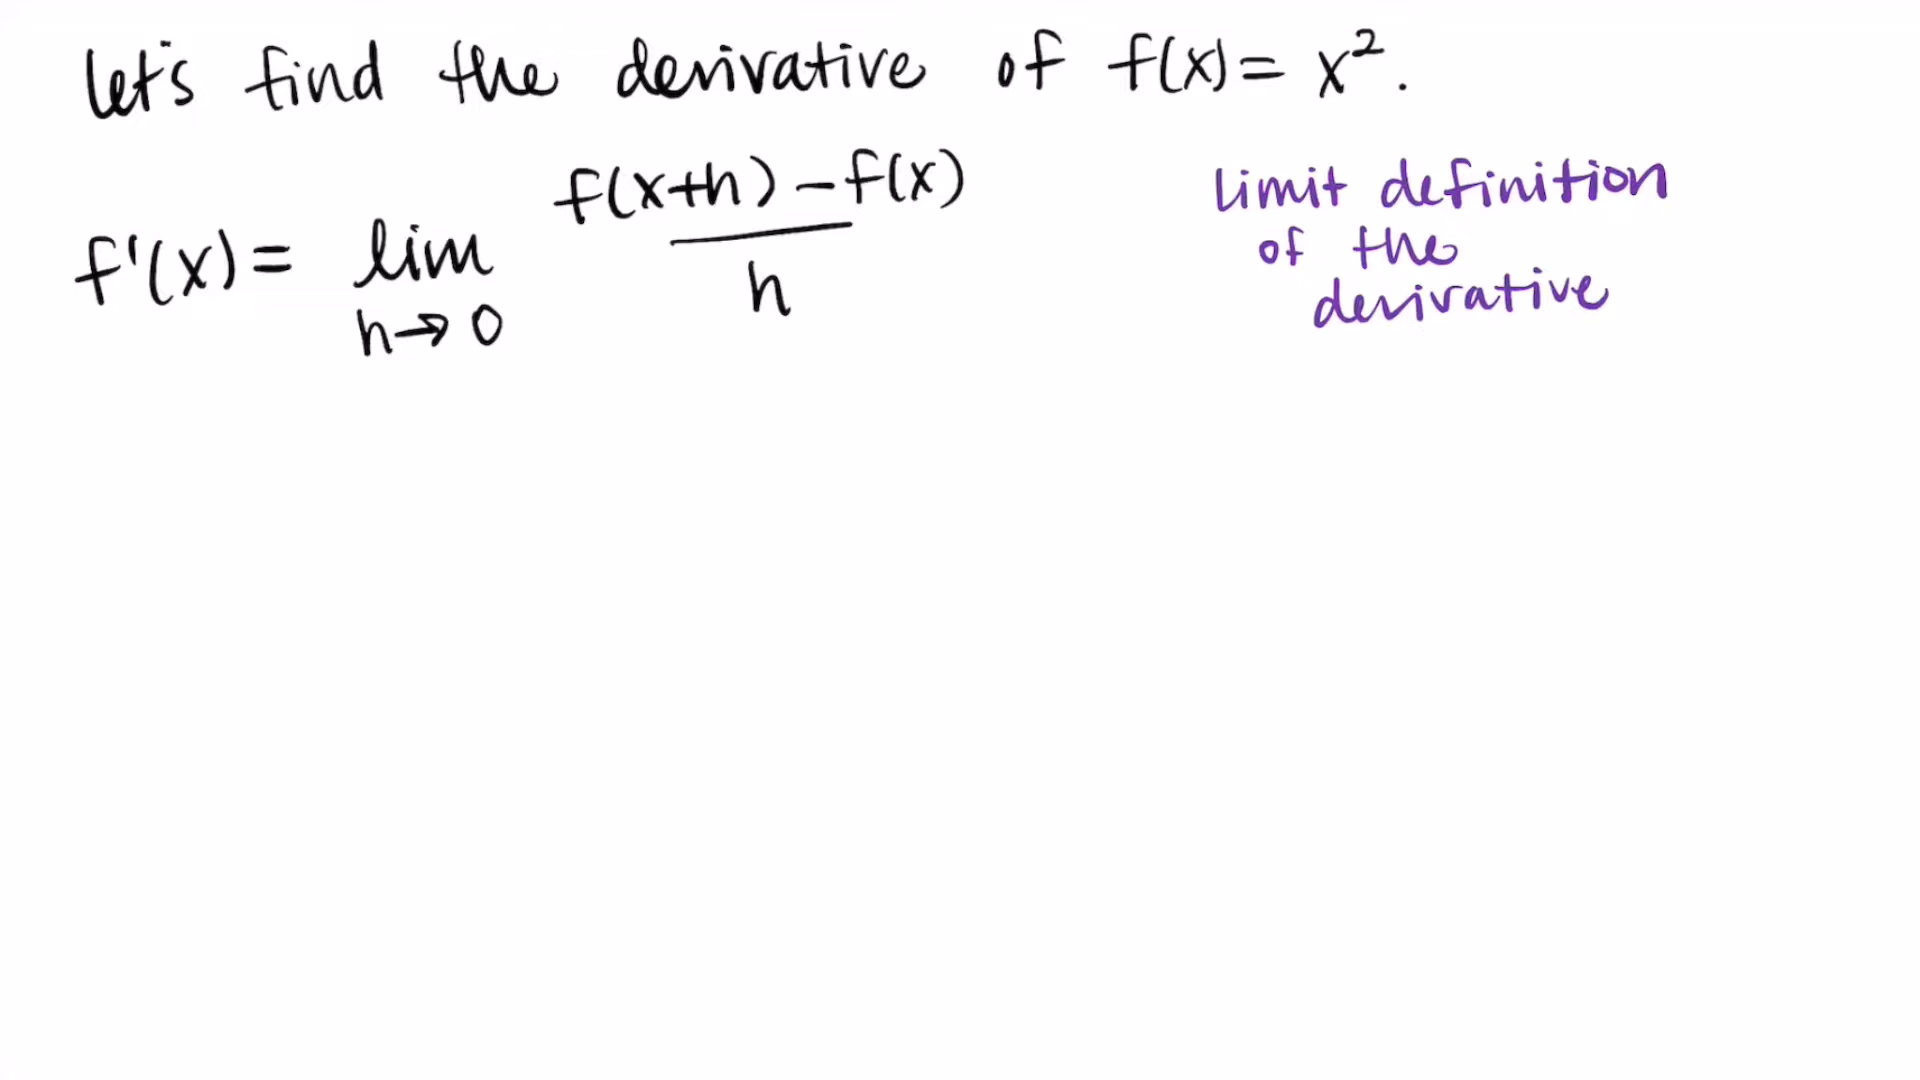 let's find the derivative of f(x) = x².
f'(x) = lim h→0 f(x+h) - f(x) / h
limit definition
of the
derivative